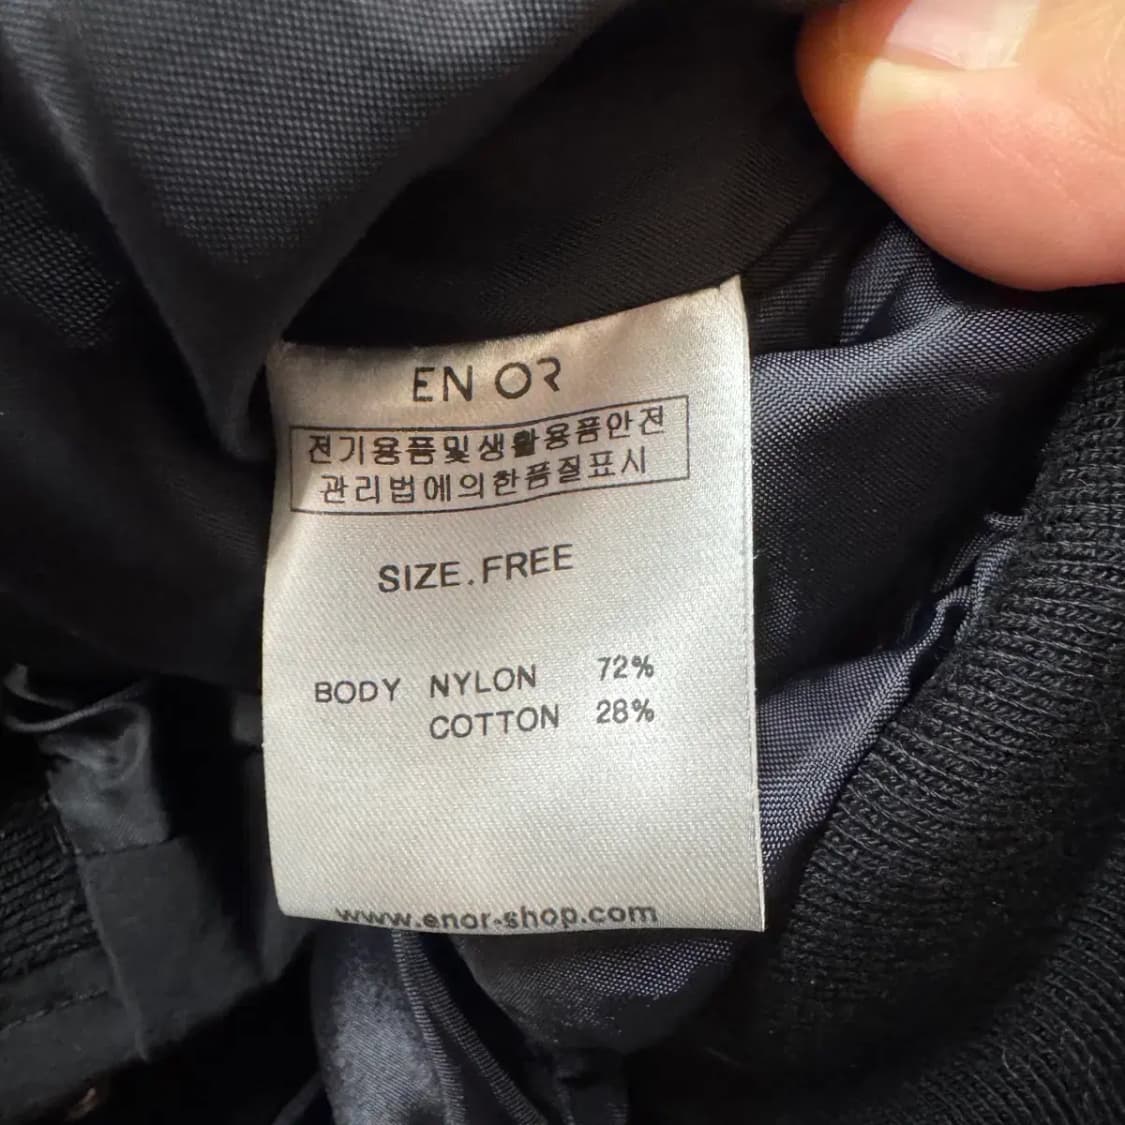 EN OR
전기용품및생활용품안전
관리법에의한품질표시
SIZE.FREE
BODY NYLON 72%
COTTON 28%
www.enor-shop.com